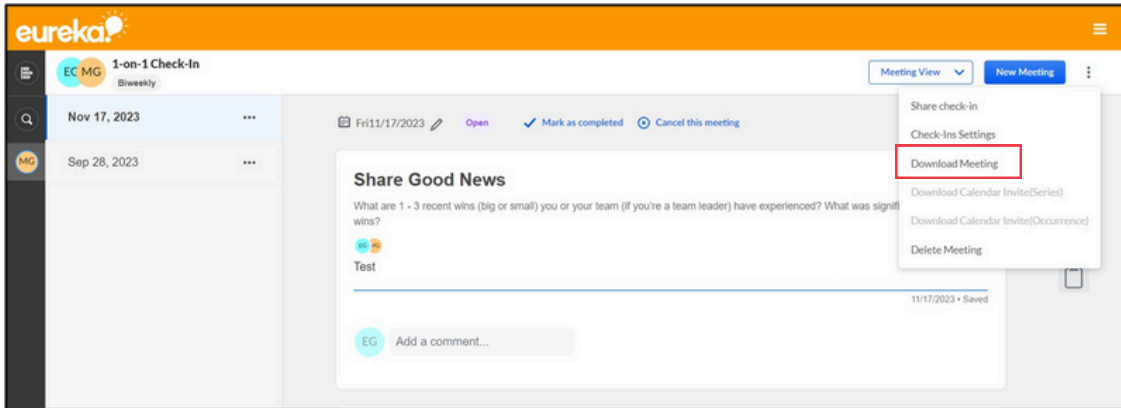 eureka!
EG MG
1-on-1 Check-In
Biweekly
Meeting View
New Meeting
MG
Nov 17, 2023
Sep 28, 2023
Fri11/17/2023
Open
Mark as completed
Cancel this meeting
Share check-in
Check-Ins Settings
Download Meeting
Download Calendar Invite(Series)
Download Calendar Invite(Occurrence)
Delete Meeting
Share Good News
What are 1 - 3 recent wins (big or small) you or your team (if you're a team leader) have experienced? What was
wins?
EG MG
Test
11/17/2023 • Saved
EG
Add a comment...